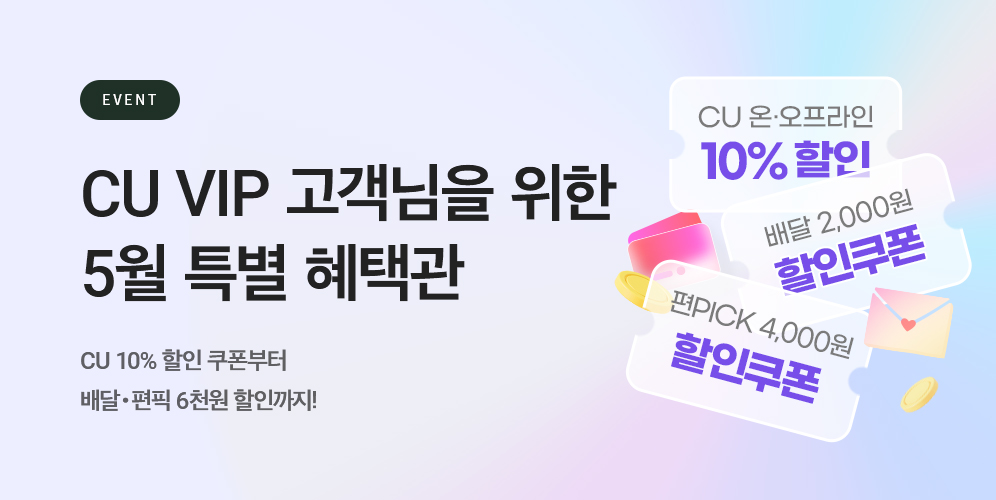 EVENT
CU VIP 고객님을 위한
5월 특별 혜택관
CU 10% 할인 쿠폰부터
배달•편픽 6천원 할인까지!
CU 온·오프라인
10% 할인
배달 2,000원
할인쿠폰
편PICK 4,000원
할인쿠폰